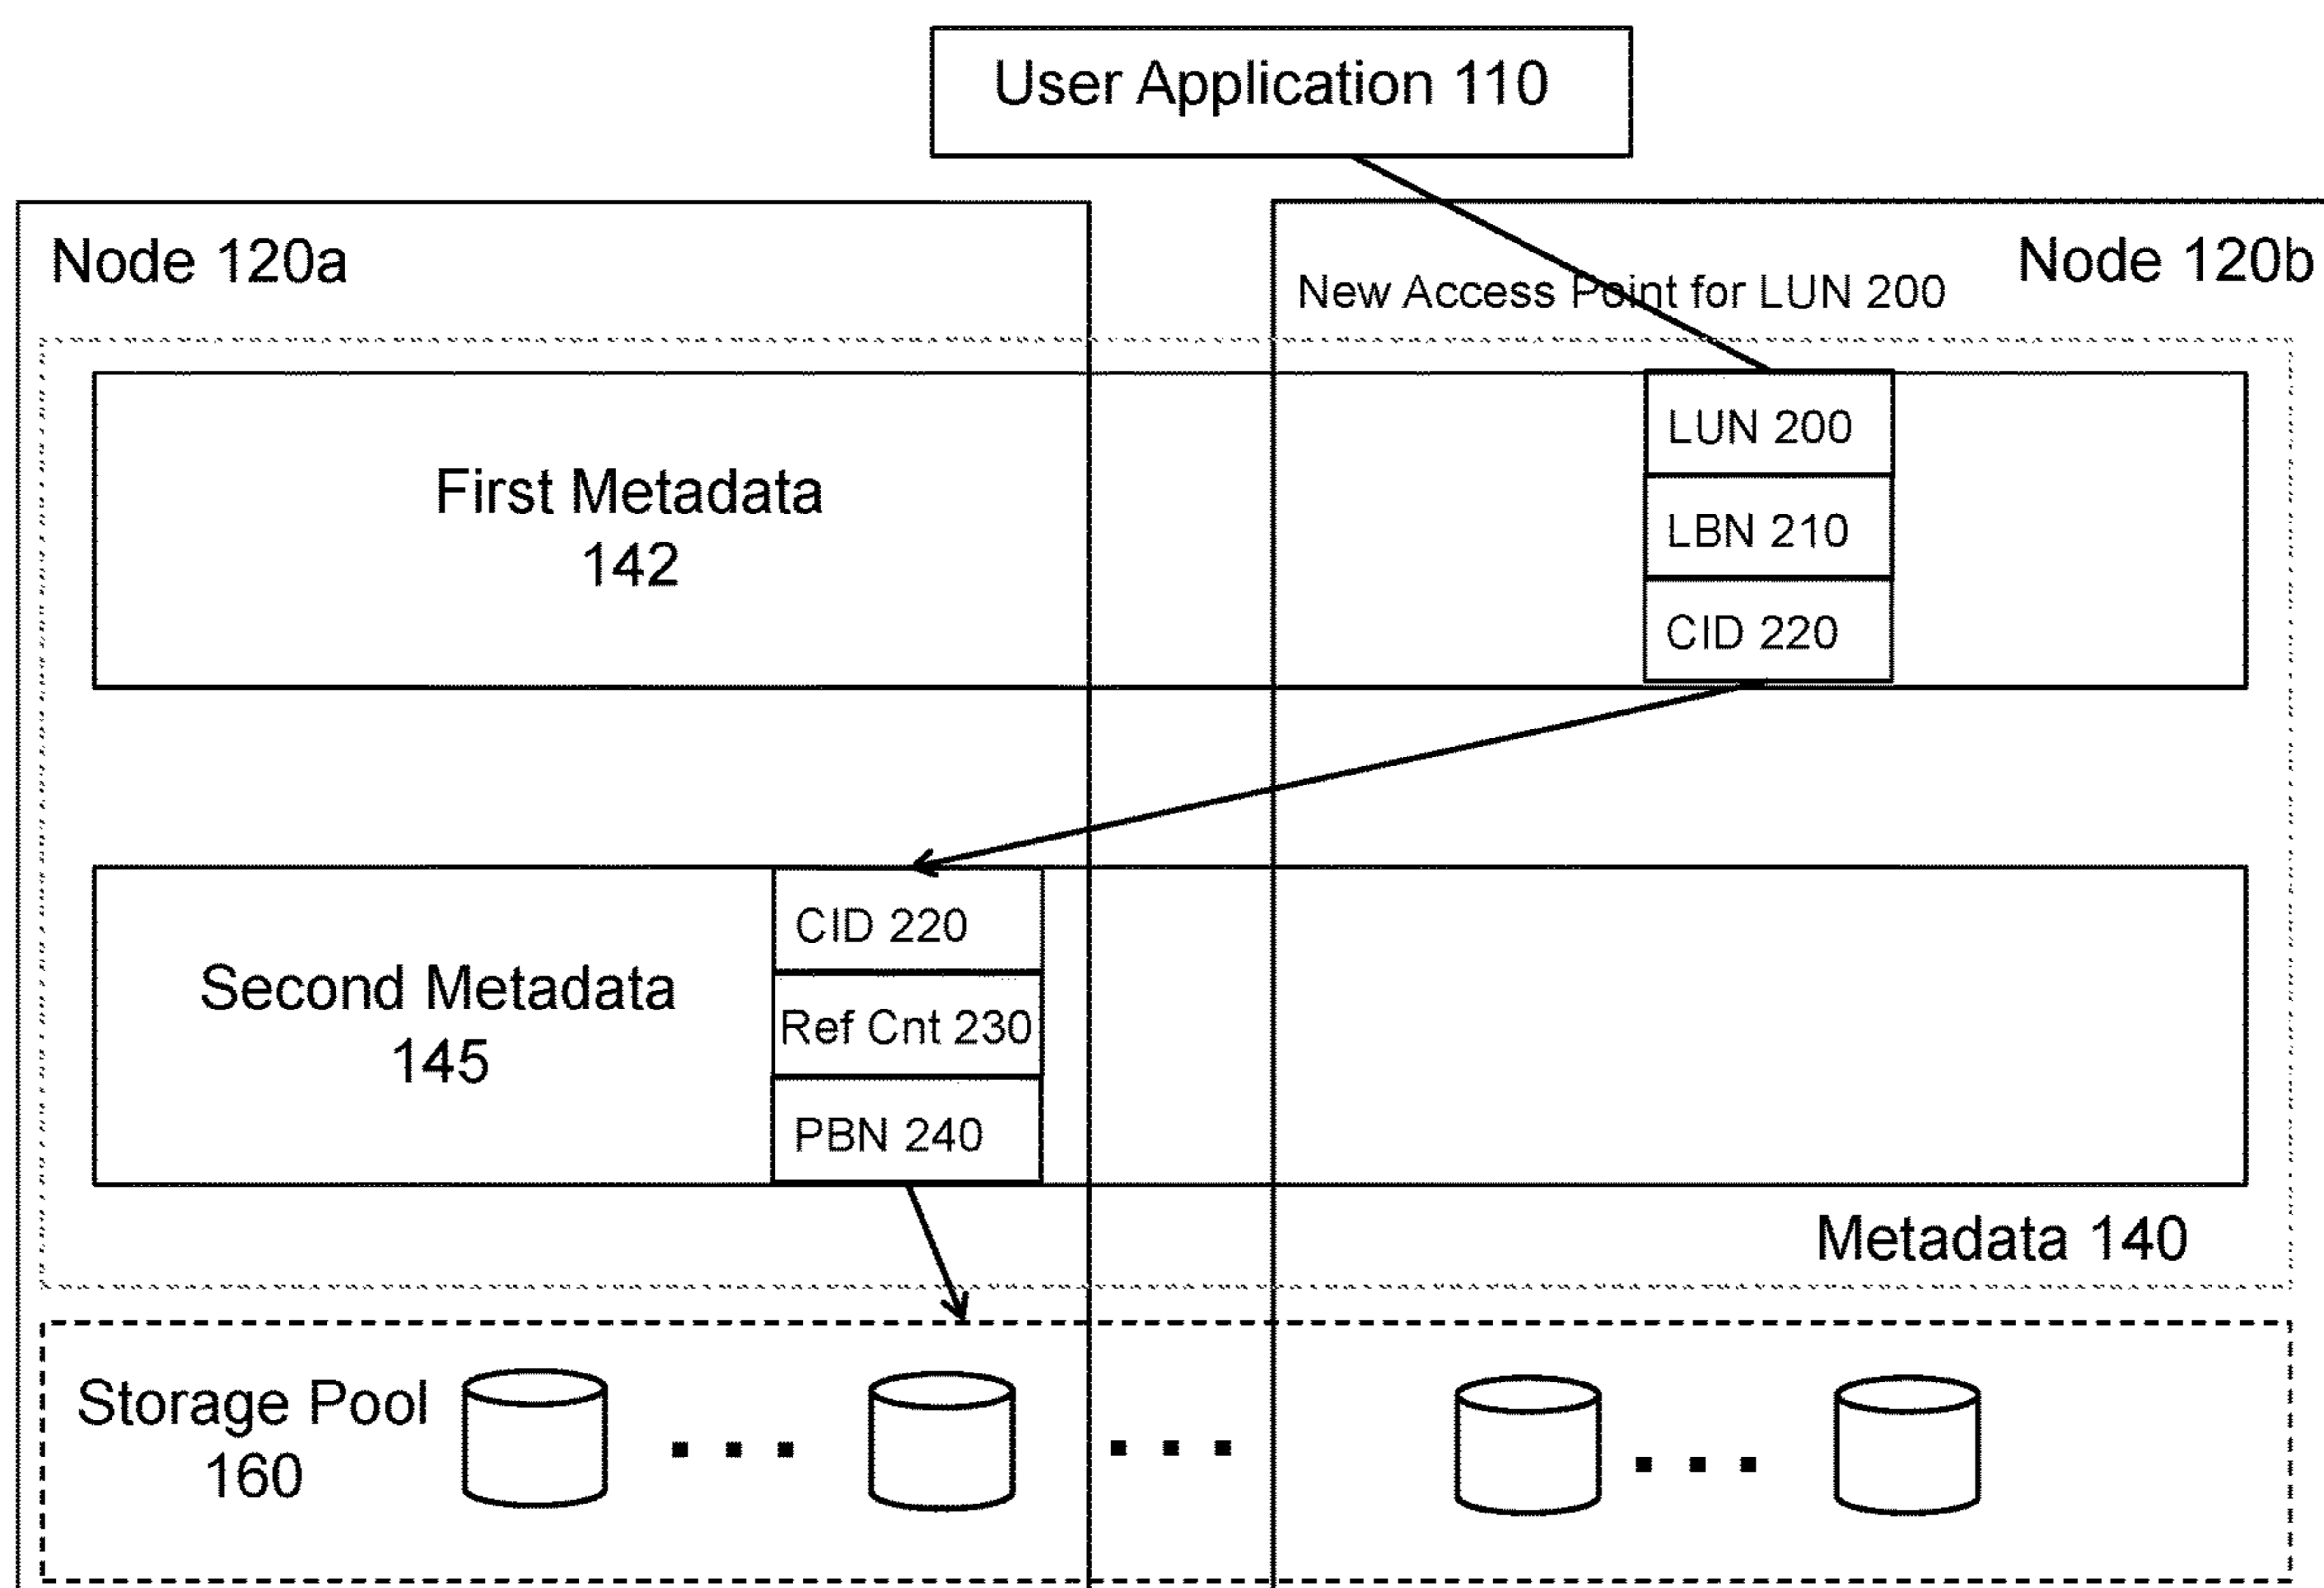 User Application 110
Node 120a
Node 120b
New Access Point for LUN 200
First Metadata
142
LUN 200
LBN 210
CID 220
Second Metadata
145
CID 220
Ref Cnt 230
PBN 240
Metadata 140
Storage Pool
160